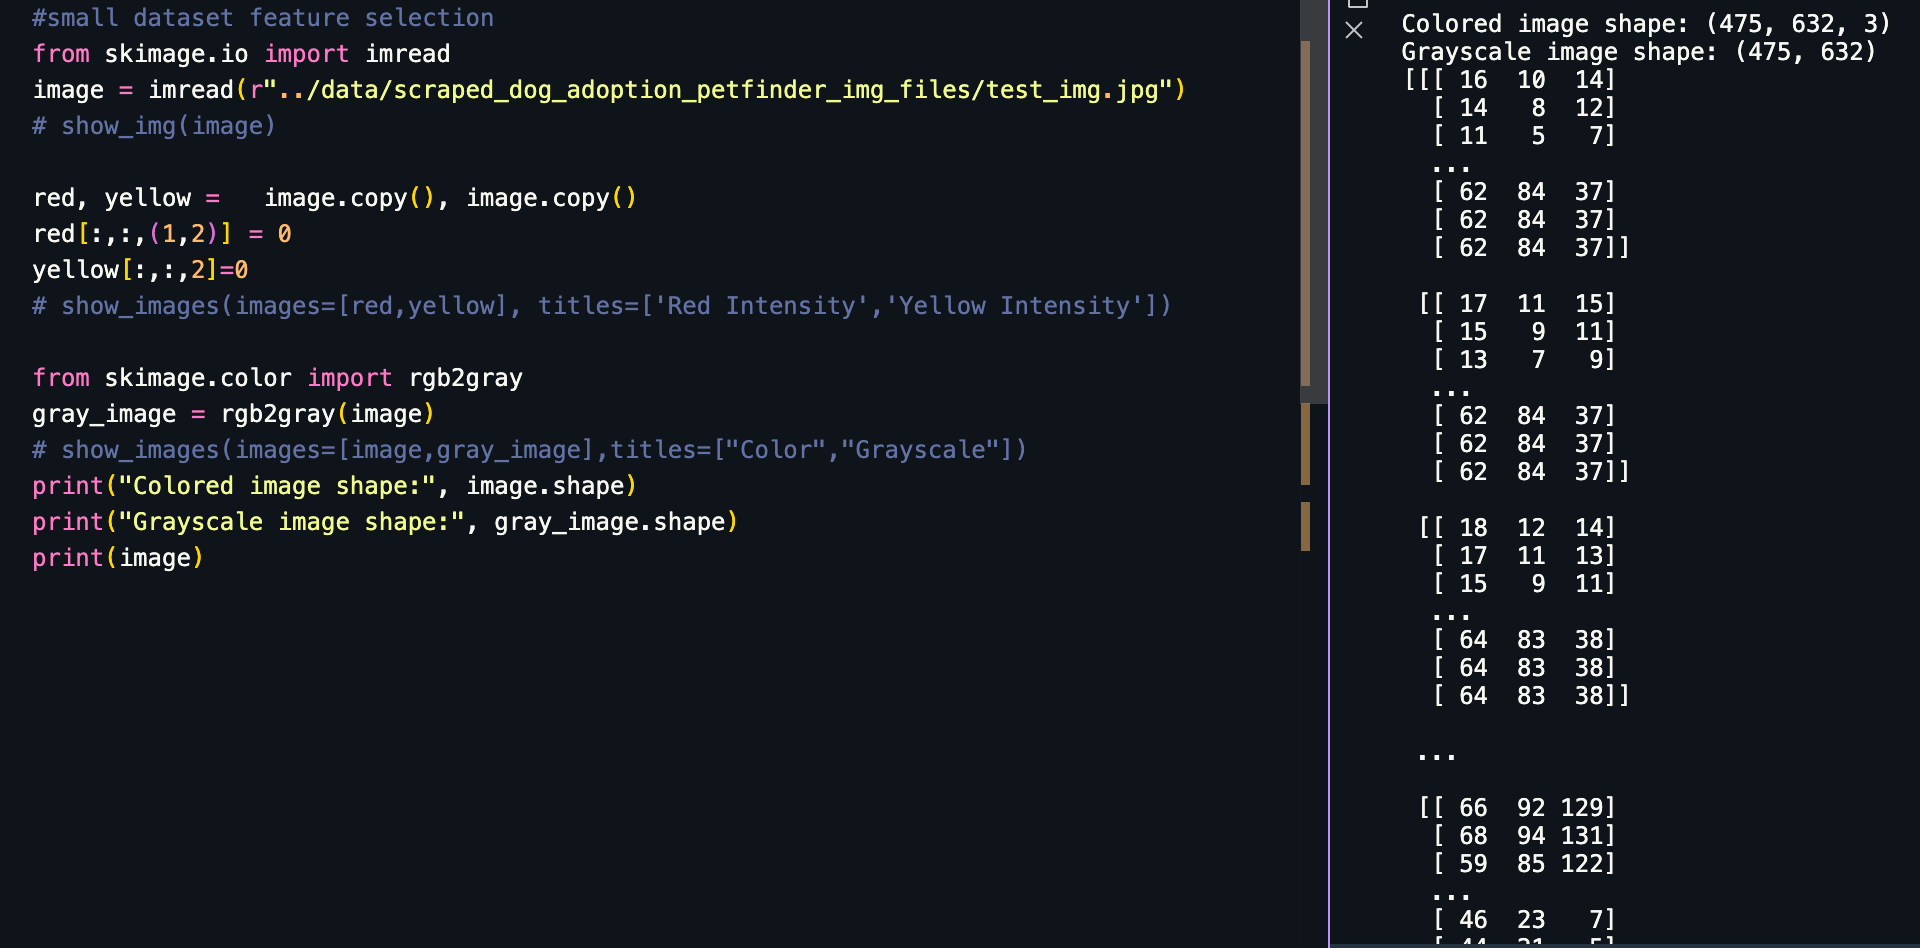 #small dataset feature selection
from skimage.io import imread
image = imread(r"../data/scraped_dog_adoption_petfinder_img_files/test_img.jpg")
# show_img(image)
red, yellow =   image.copy(), image.copy()
red[:,:,(1,2)] = 0
yellow[:,:,2]=0
# show_images(images=[red,yellow], titles=['Red Intensity','Yellow Intensity'])
from skimage.color import rgb2gray
gray_image = rgb2gray(image)
# show_images(images=[image,gray_image],titles=["Color","Grayscale"])
print("Colored image shape:", image.shape)
print("Grayscale image shape:", gray_image.shape)
print(image)
Colored image shape: (475, 632, 3)
Grayscale image shape: (475, 632)
[[[ 16  10  14]
  [ 14   8  12]
  [ 11   5   7]
  ...
  [ 62  84  37]
  [ 62  84  37]
  [ 62  84  37]]
 [[ 17  11  15]
  [ 15   9  11]
  [ 13   7   9]
  ...
  [ 62  84  37]
  [ 62  84  37]
  [ 62  84  37]]
 [[ 18  12  14]
  [ 17  11  13]
  [ 15   9  11]
  ...
  [ 64  83  38]
  [ 64  83  38]
  [ 64  83  38]]
 ...
 [[ 66  92 129]
  [ 68  94 131]
  [ 59  85 122]
  ...
  [ 46  23   7]